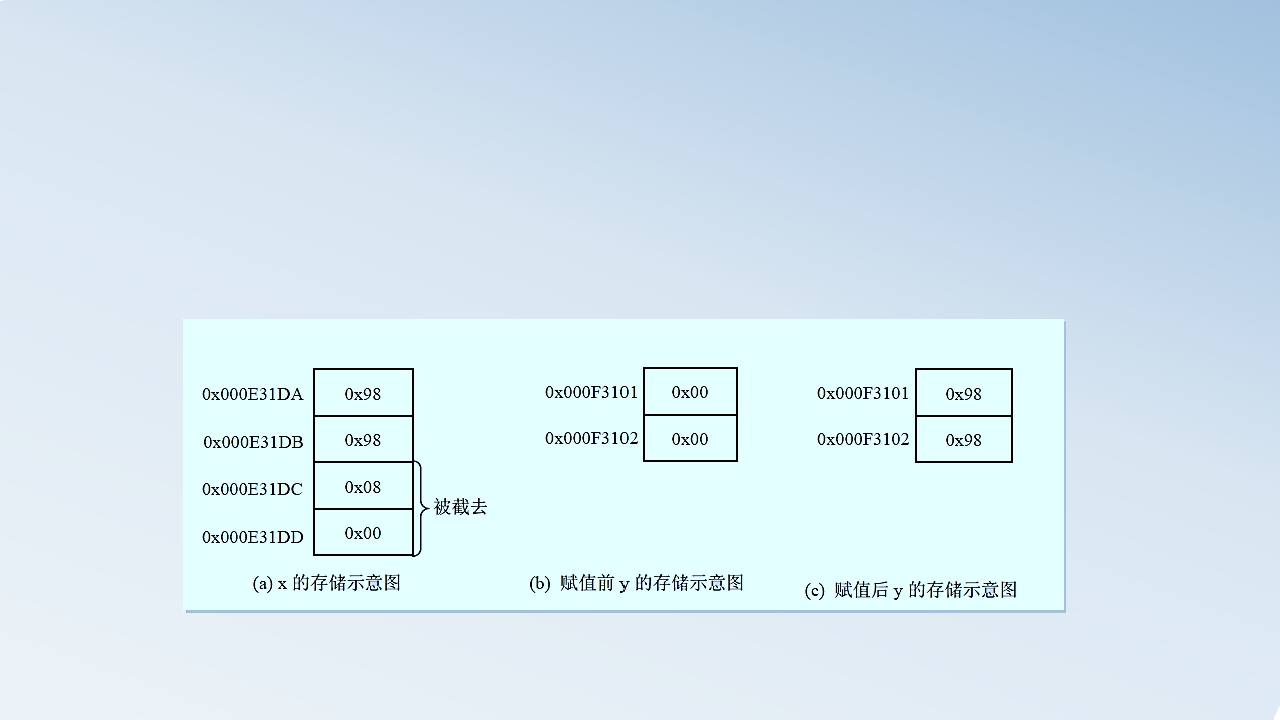 0x000E31DA 0x98
0x000E31DB 0x98
0x000E31DC 0x08
0x000E31DD 0x00
被截去
(a) x 的存储示意图
0x000F3101 0x00
0x000F3102 0x00
(b) 赋值前 y 的存储示意图
0x000F3101 0x98
0x000F3102 0x98
(c) 赋值后 y 的存储示意图